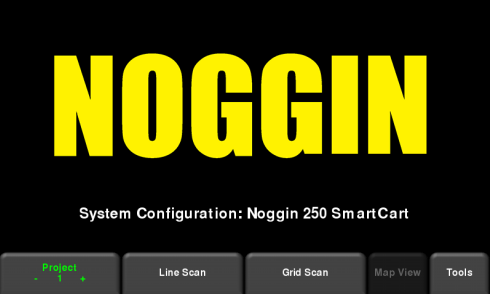 NOGGIN
System Configuration: Noggin 250 SmartCart
Project
- 1 +
Line Scan
Grid Scan
Map View
Tools